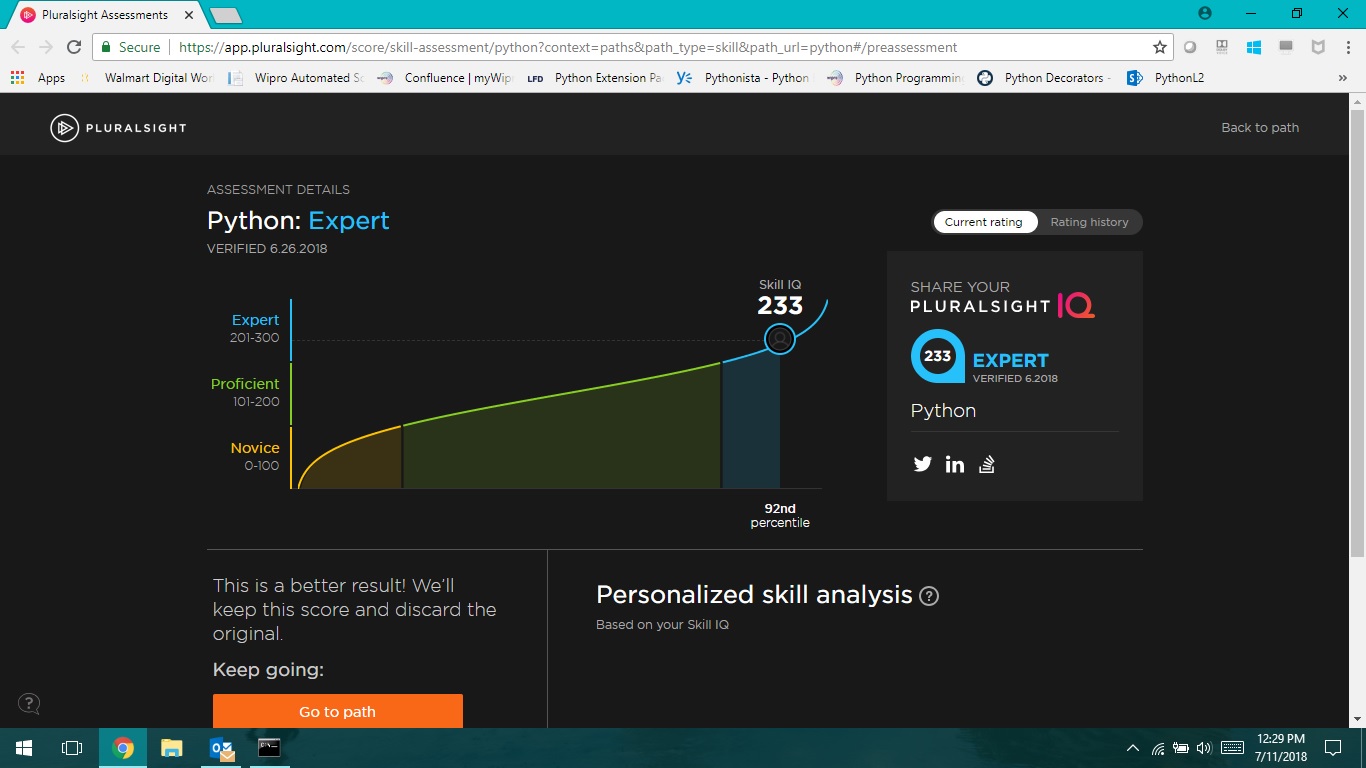 Pluralsight Assessments
Secure
https://app.pluralsight.com/score/skill-assessment/python?context=paths&path_type=skill&path_url=python#/preassessment
Apps
Walmart Digital Wor
Wipro Automated Sc
Confluence | myWip
LFD
Python Extension Pa
Pythonista - Python
Python Programming
Python Decorators -
PythonL2
»
PLURALSIGHT
Back to path
ASSESSMENT DETAILS
Python: Expert
VERIFIED 6.26.2018
Current rating
Rating history
Skill IQ
233
Expert
201-300
Proficient
101-200
Novice
0-100
92nd
percentile
SHARE YOUR
PLURALSIGHT IQ
233
EXPERT
VERIFIED 6.2018
Python
This is a better result! We'll
keep this score and discard the
original.
Keep going:
Go to path
Personalized skill analysis ?
Based on your Skill IQ
?
12:29 PM
7/11/2018